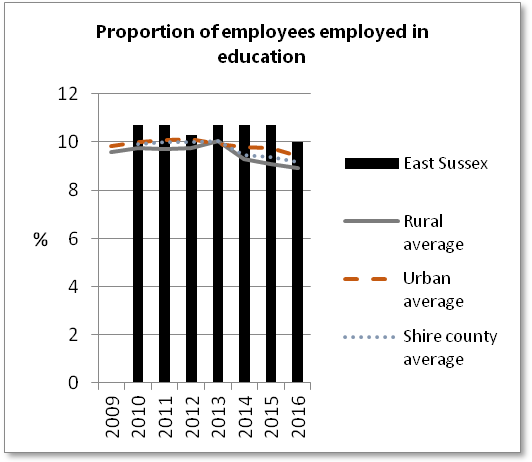 Proportion of employees employed in
education
12
10
8
6
4
2
0
%
2009
2010
2011
2012
2013
2014
2015
2016
East Sussex
Rural
average
Urban
average
Shire county
average